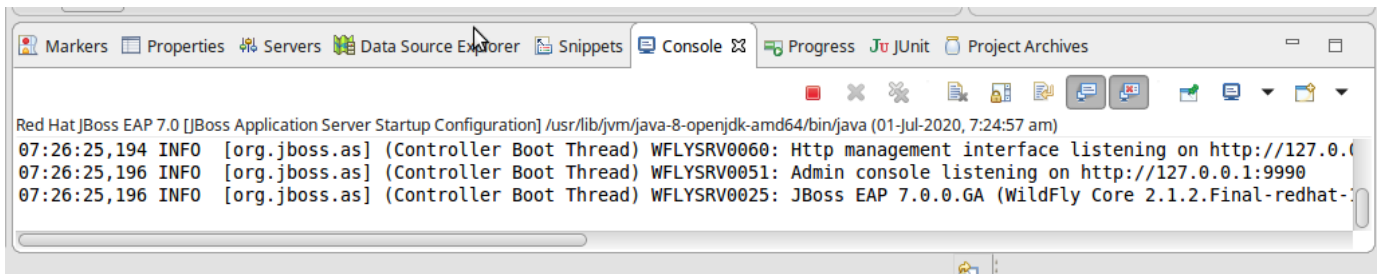 Markers Properties Servers Data Source Explorer Snippets Console Progress JUnit Project Archives
Red Hat JBoss EAP 7.0 [JBoss Application Server Startup Configuration] /usr/lib/jvm/java-8-openjdk-amd64/bin/java (01-Jul-2020, 7:24:57 am)
07:26:25,194 INFO  [org.jboss.as] (Controller Boot Thread) WFLYSRV0060: Http management interface listening on http://127.0.0
07:26:25,196 INFO  [org.jboss.as] (Controller Boot Thread) WFLYSRV0051: Admin console listening on http://127.0.0.1:9990
07:26:25,196 INFO  [org.jboss.as] (Controller Boot Thread) WFLYSRV0025: JBoss EAP 7.0.0.GA (WildFly Core 2.1.2.Final-redhat-